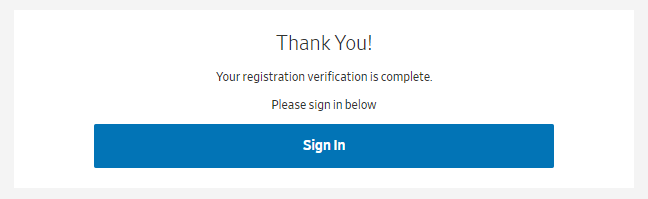 Thank You!
Your registration verification is complete.
Please sign in below
Sign In